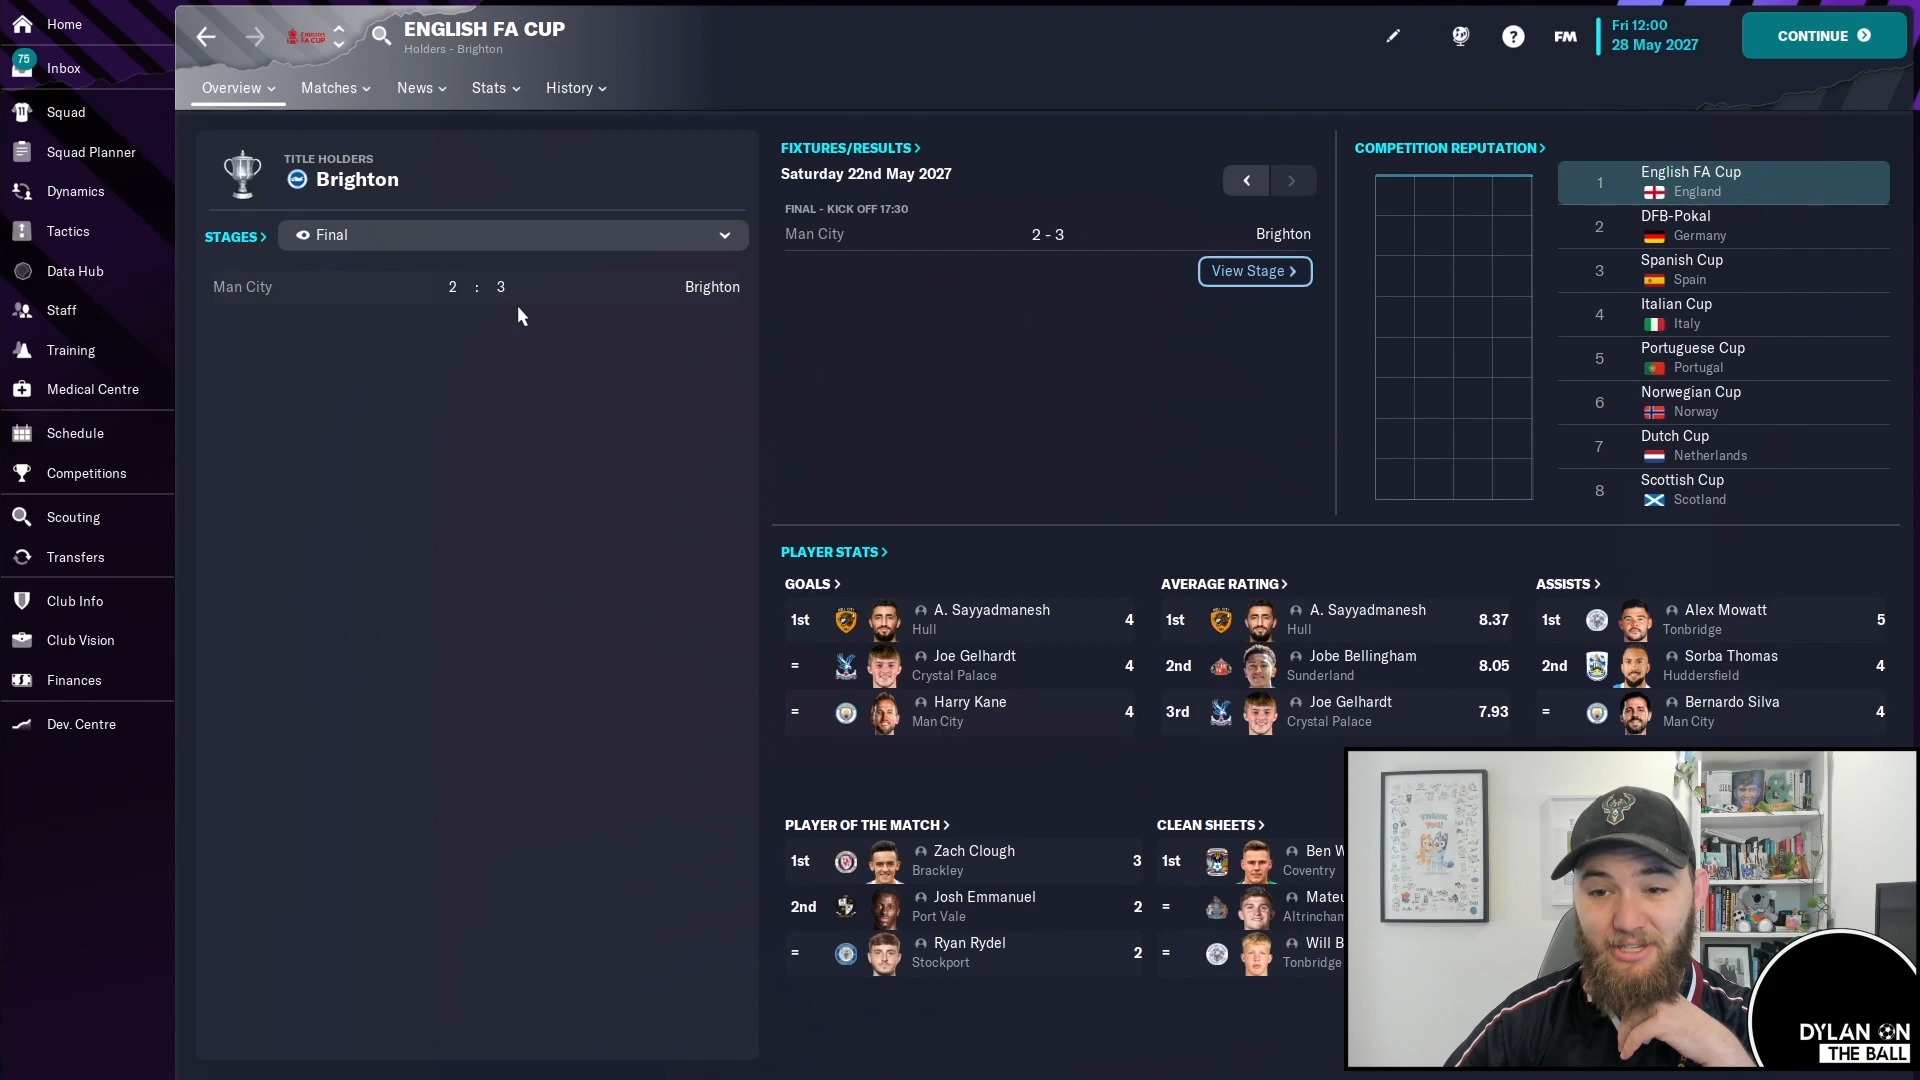 Home
75
Inbox
Squad
Squad Planner
Dynamics
Tactics
Data Hub
Staff
Training
Medical Centre
Schedule
Competitions
Scouting
Transfers
Club Info
Club Vision
Finances
Dev. Centre
ENGLISH FA CUP
Holders - Brighton
FM
Fri 12:00
28 May 2027
CONTINUE
Overview
Matches
News
Stats
History
TITLE HOLDERS
Brighton
STAGES
Final
Man City 2 : 3 Brighton
FIXTURES/RESULTS
Saturday 22nd May 2027
FINAL - KICK OFF 17:30
Man City 2 - 3 Brighton
View Stage
COMPETITION REPUTATION
1 English FA Cup
England
2 DFB-Pokal
Germany
3 Spanish Cup
Spain
4 Italian Cup
Italy
5 Portuguese Cup
Portugal
6 Norwegian Cup
Norway
7 Dutch Cup
Netherlands
8 Scottish Cup
Scotland
PLAYER STATS
GOALS
1st A. Sayyadmanesh 4
Hull
= Joe Gelhardt 4
Crystal Palace
= Harry Kane 4
Man City
AVERAGE RATING
1st A. Sayyadmanesh 8.37
Hull
2nd Jobe Bellingham 8.05
Sunderland
3rd Joe Gelhardt 7.93
Crystal Palace
ASSISTS
1st Alex Mowatt 5
Tonbridge
2nd Sorba Thomas 4
Huddersfield
= Bernardo Silva 4
Man City
PLAYER OF THE MATCH
1st Zach Clough 3
Brackley
2nd Josh Emmanuel 2
Port Vale
= Ryan Rydel 2
Stockport
CLEAN SHEETS
1st Ben W
Coventry
= Mateu
Altrincham
= Will B
Tonbridge
THANK YOU!
DYLAN ON
THE BALL